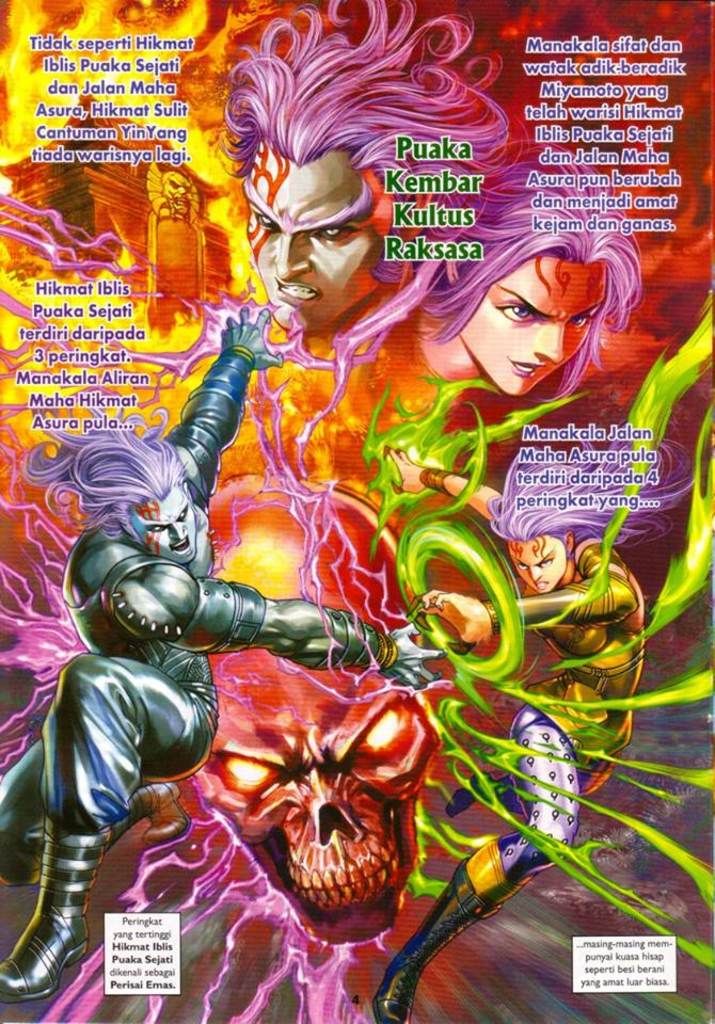 Tidak seperti Hikmat
Iblis Puaka Sejati
dan Jalan Maha
Asura, Hikmat Sulit
Cantuman YinYang
tiada warisnya lagi.
Manakala sifat dan
watak adik-beradik
Miyamoto yang
telah warisi Hikmat
Iblis Puaka Sejati
dan Jalan Maha
Asura pun berubah
dan menjadi amat
kejam dan ganas.
Puaka
Kembar
Kultus
Raksasa
Hikmat Iblis
Puaka Sejati
terdiri daripada
3 peringkat.
Manakala Aliran
Maha Hikmat
Asura pula...
Manakala Jalan
Maha Asura pula
terdiri daripada 4
peringkat yang....
Peringkat
yang tertinggi
Hikmat Iblis
Puaka Sejati
dikenali sebagai
Perisai Emas.
...masing-masing mem-
punyai kuasa hisap
seperti besi berani
yang amat luar biasa.
4